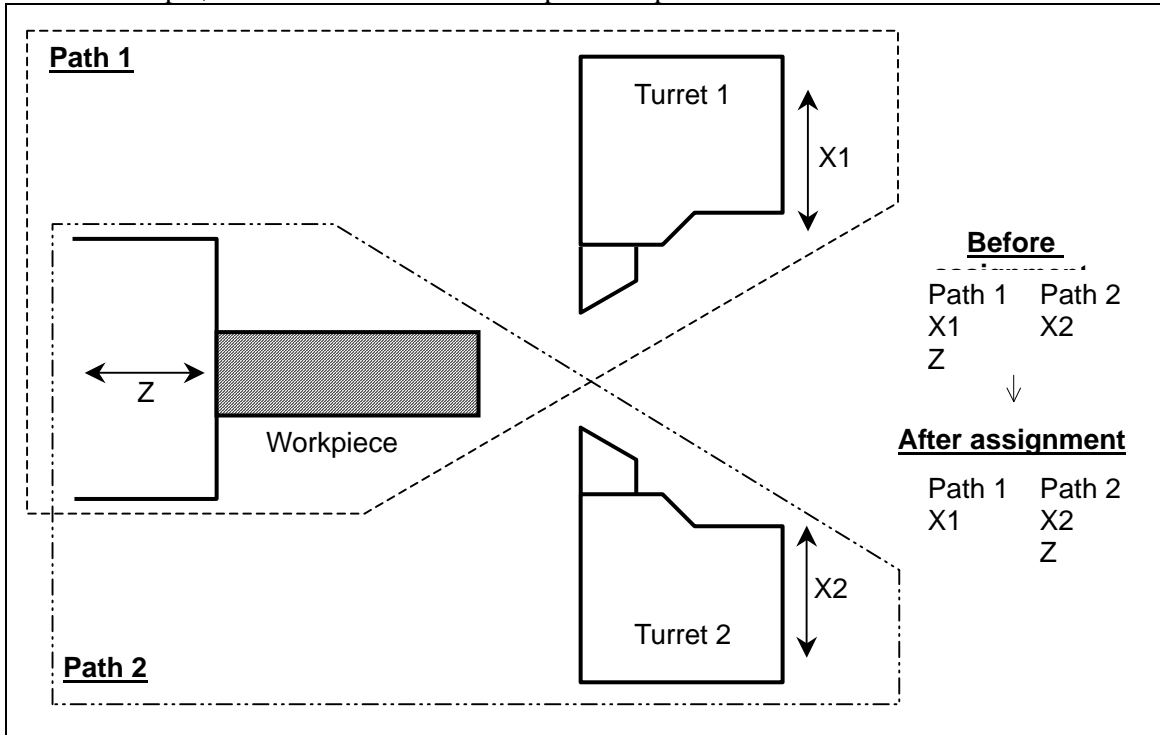 Path 1
Turret 1
X1
Z
Workpiece
X2
Turret 2
Path 2
Before
assignment
Path 1 Path 2
X1 X2
Z
After assignment
Path 1 Path 2
X1 X2
Z